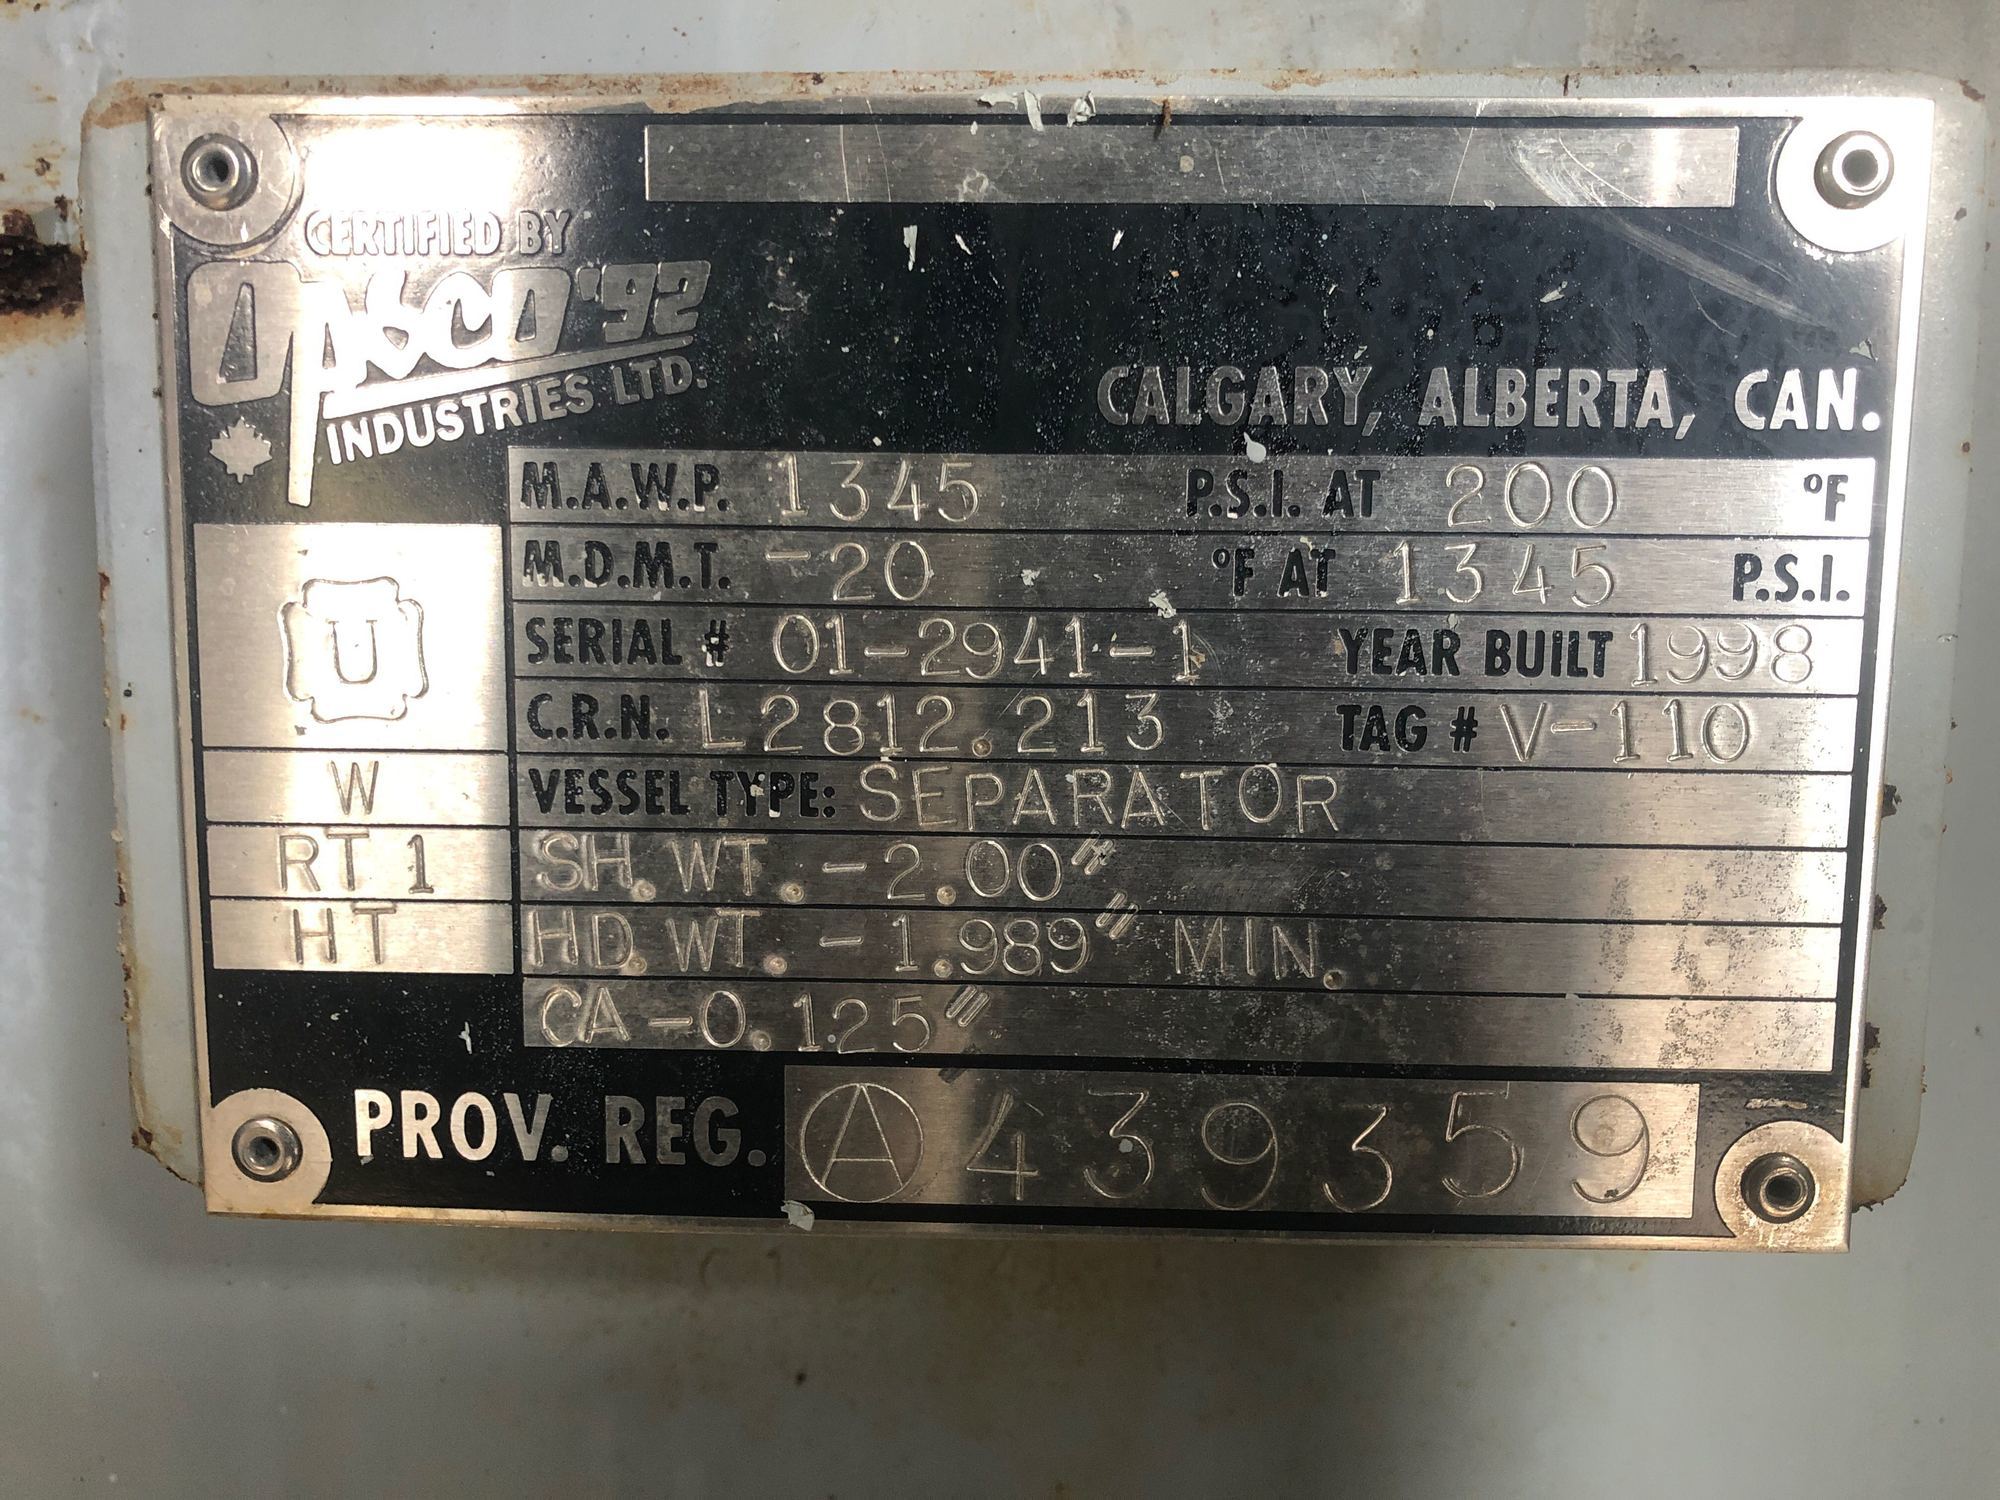 CERTIFIED BY
OPSCO '92
INDUSTRIES LTD.
CALGARY, ALBERTA, CAN.
M.A.W.P. 1345 P.S.I. AT 200 °F
M.D.M.T. -20 °F AT 1345 P.S.I.
U
SERIAL # 01-2941-1 YEAR BUILT 1998
C.R.N. L2812.213 TAG # V-110
W
VESSEL TYPE: SEPARATOR
RT 1
SH. WT. - 2.00"
HT
HD. WT. - 1.989" MIN.
CA - 0.125"
PROV. REG. A 439359